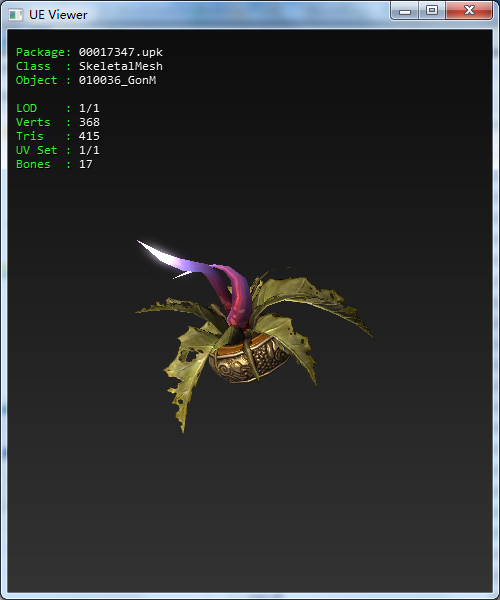 UE Viewer
Package: 00017347.upk
Class : SkeletalMesh
Object : 010036_GonM
LOD : 1/1
Verts : 368
Tris : 415
UV Set : 1/1
Bones : 17